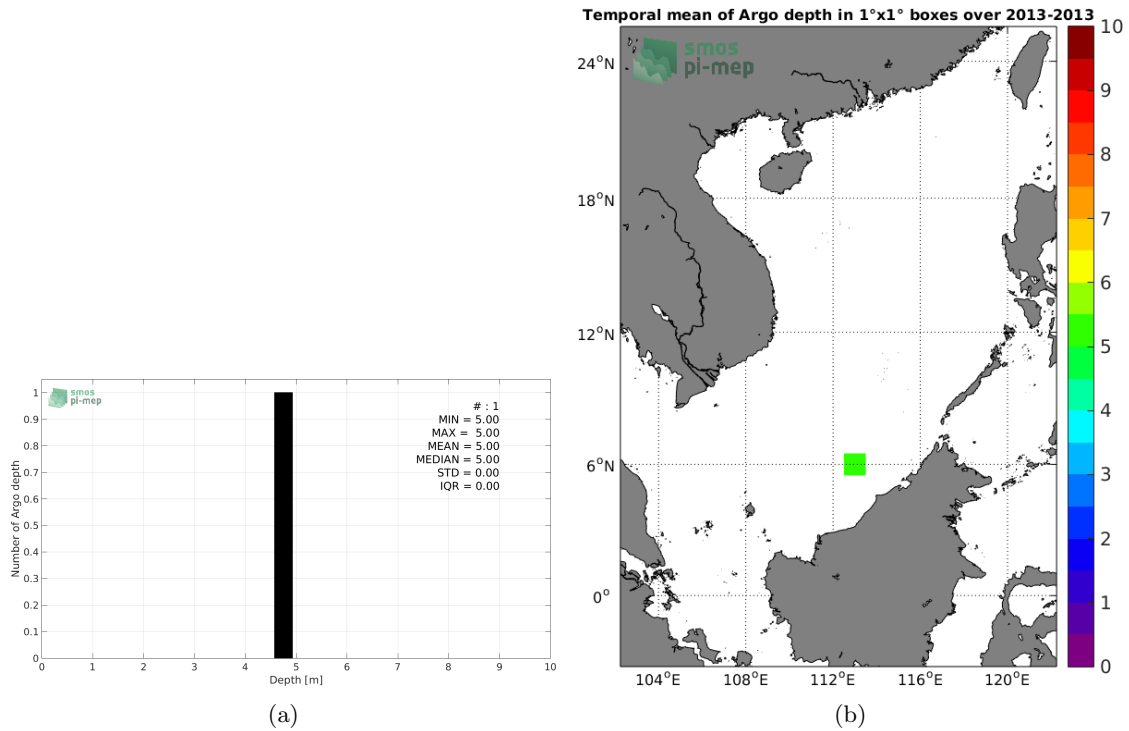 Temporal mean of Argo depth in 1°x1° boxes over 2013-2013
smos
pi-mep
24°N
18°N
12°N
6°N
0°
104°E
108°E
112°E
116°E
120°E
10
9
8
7
6
5
4
3
2
1
0
smos
pi-mep
# : 1
MIN = 5.00
MAX = 5.00
MEAN = 5.00
MEDIAN = 5.00
STD = 0.00
IQR = 0.00
Number of Argo depth
1
0.9
0.8
0.7
0.6
0.5
0.4
0.3
0.2
0.1
0
0 1 2 3 4 5 6 7 8 9 10
Depth [m]
(a)
(b)